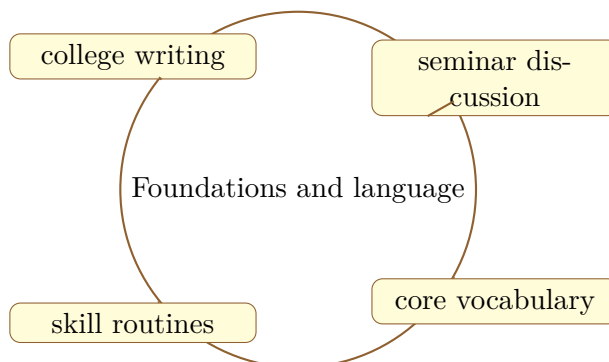 college writing
seminar dis-
cussion
Foundations and language
core vocabulary
skill routines